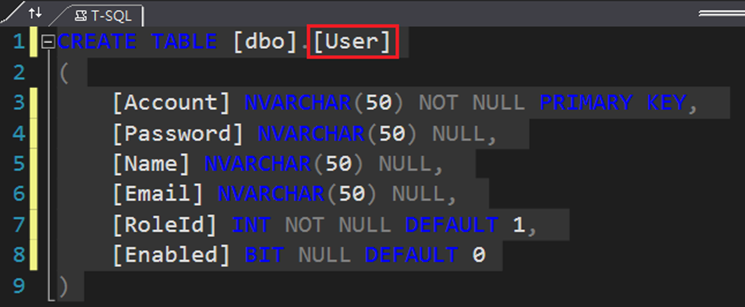 T-SQL
1 CREATE TABLE [dbo].[User]
2 (
3 [Account] NVARCHAR(50) NOT NULL PRIMARY KEY,
4 [Password] NVARCHAR(50) NULL,
5 [Name] NVARCHAR(50) NULL,
6 [Email] NVARCHAR(50) NULL,
7 [RoleId] INT NOT NULL DEFAULT 1,
8 [Enabled] BIT NULL DEFAULT 0
9 )